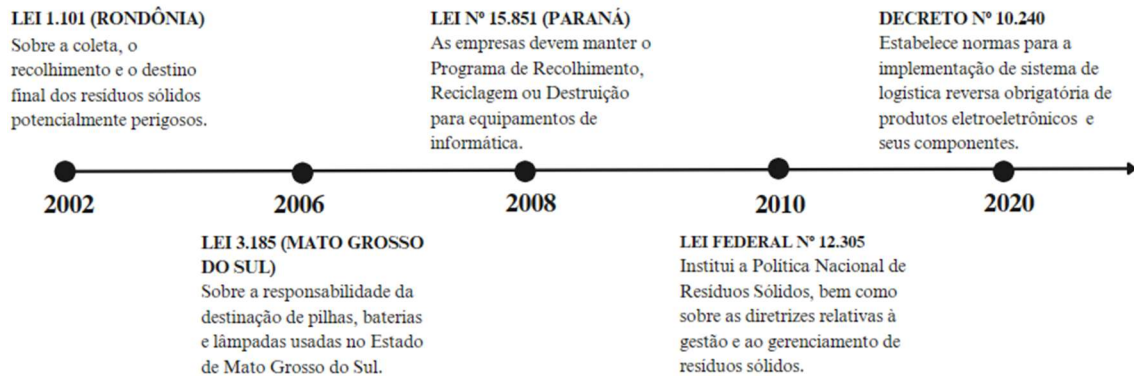 LEI 1.101 (RONDÔNIA)
Sobre a coleta, o
recolhimento e o destino
final dos resíduos sólidos
potencialmente perigosos.
LEI Nº 15.851 (PARANÁ)
As empresas devem manter o
Programa de Recolhimento,
Reciclagem ou Destruição
para equipamentos de
informática.
DECRETO Nº 10.240
Estabelece normas para a
implementação de sistema de
logística reversa obrigatória de
produtos eletroeletrônicos e
seus componentes.
2002
2006
2008
2010
2020
LEI 3.185 (MATO GROSSO
DO SUL)
Sobre a responsabilidade da
destinação de pilhas, baterias
e lâmpadas usadas no Estado
de Mato Grosso do Sul.
LEI FEDERAL Nº 12.305
Institui a Política Nacional de
Resíduos Sólidos, bem como
sobre as diretrizes relativas à
gestão e ao gerenciamento de
resíduos sólidos.